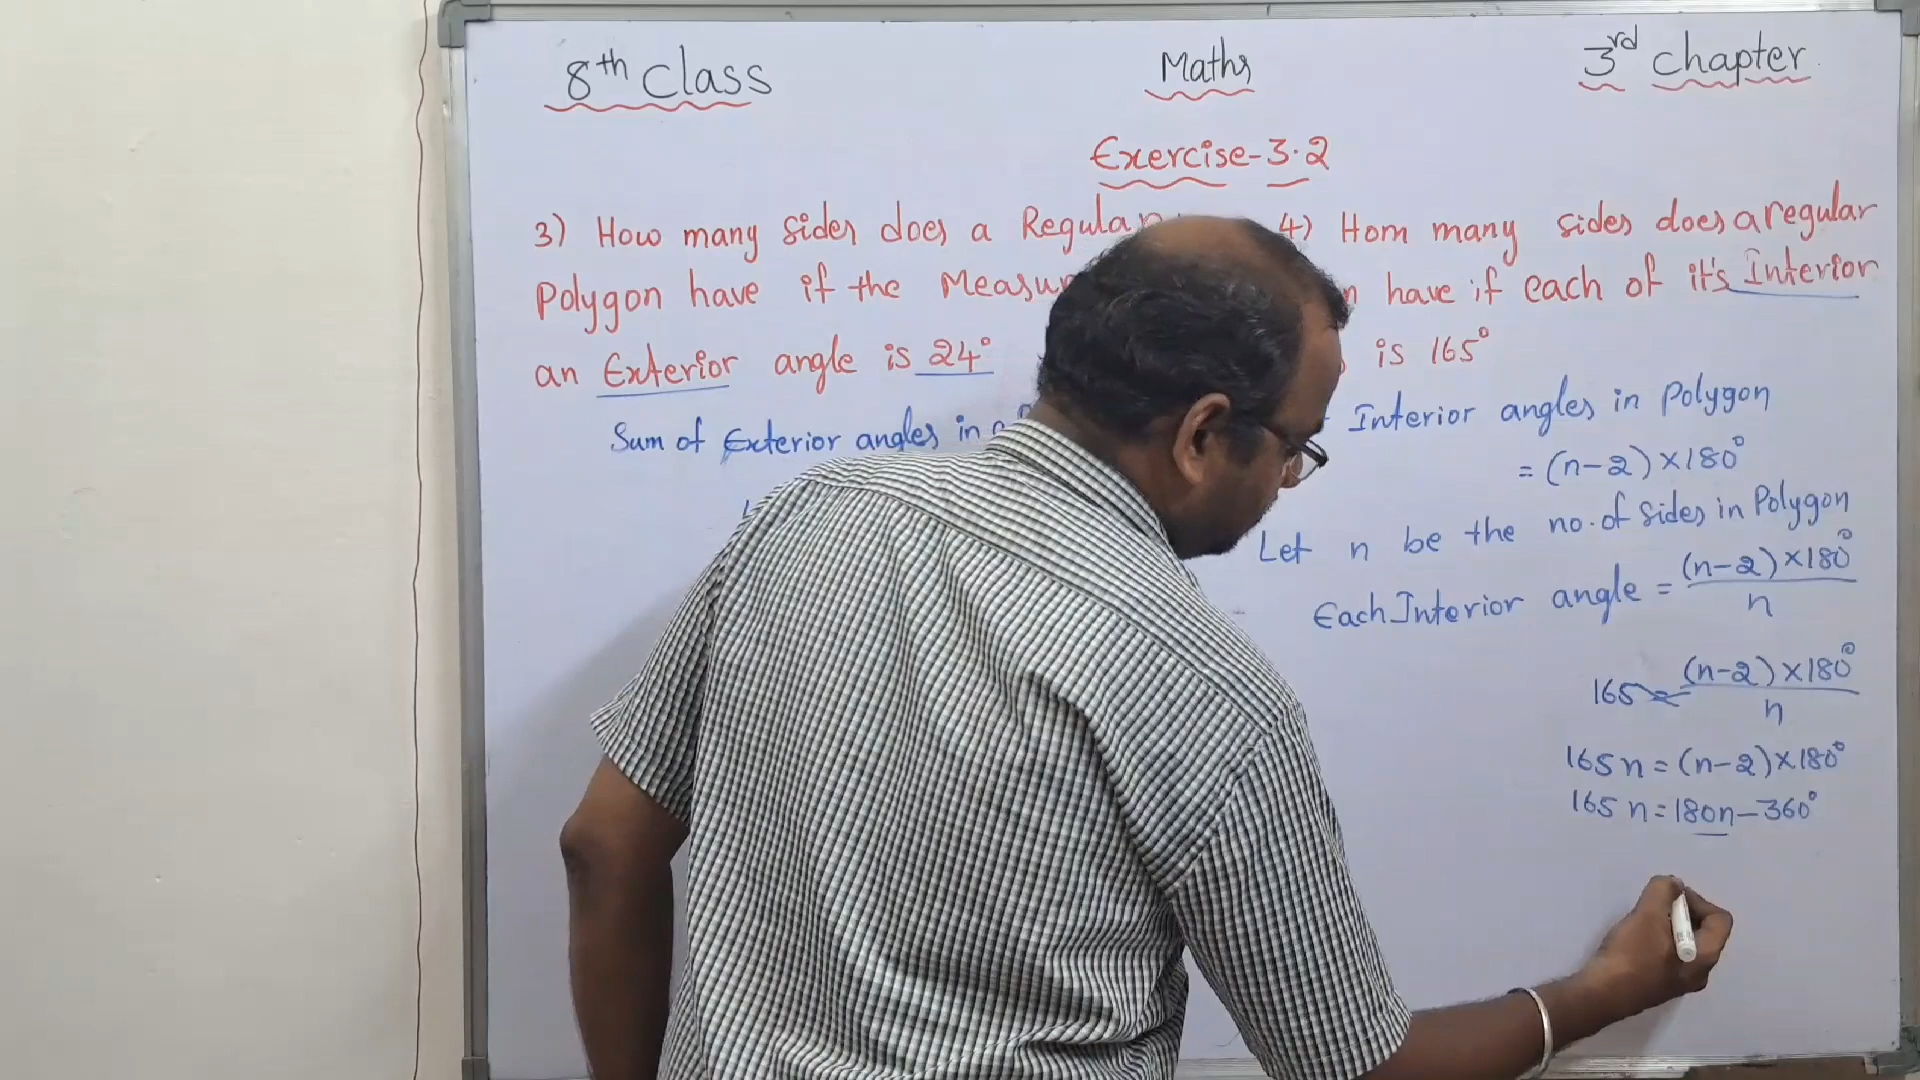 8th Class
Maths
3rd chapter
Exercise-3.2
3) How many sides does a Regular
Polygon have if the Measur
an Exterior angle is 24°
Sum of Exterior angles in
4) Hom many sides does a regular
have if each of it's Interior
is 165°
Interior angles in Polygon
= (n-2)×180°
Let n be the no. of sides in Polygon
Each Interior angle = (n-2)×180°
n
165 = (n-2)×180°
n
165n = (n-2)×180°
165n = 180n-360°